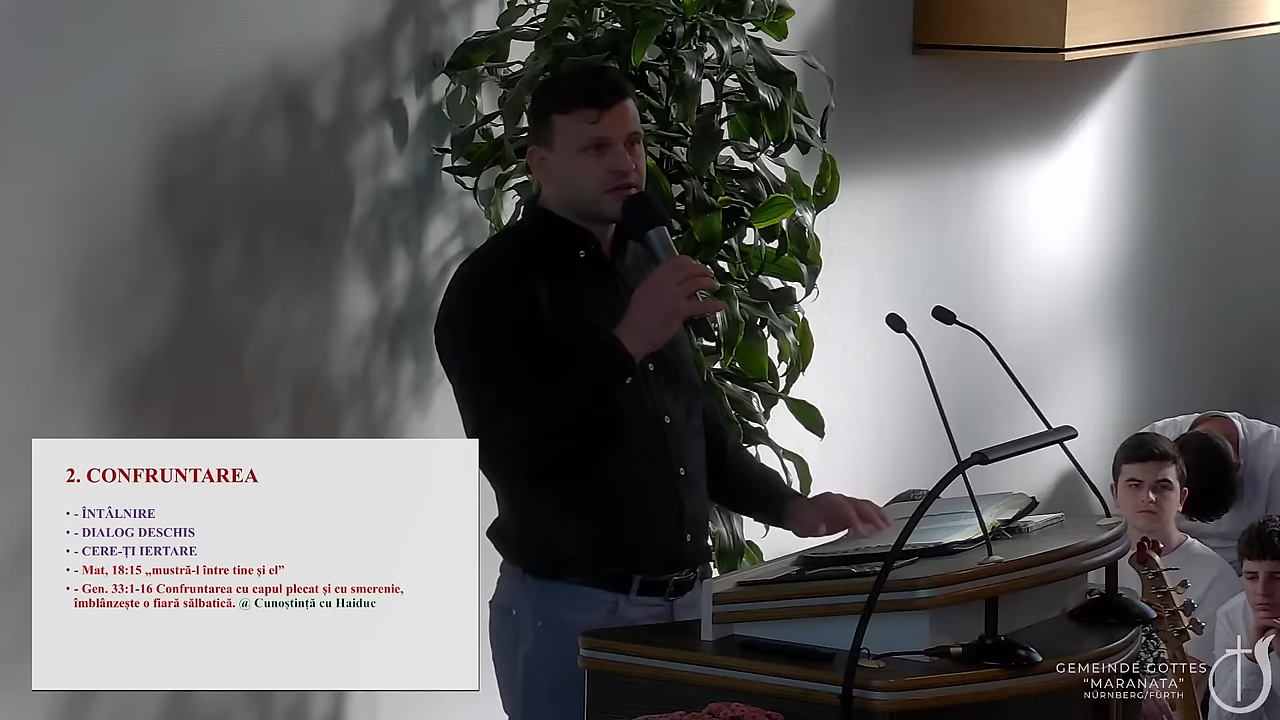 2. CONFRUNTAREA
• - ÎNTÂLNIRE
• - DIALOG DESCHIS
• - CERE-ȚI IERTARE
• - Mat, 18:15 „mustră-l între tine și el”
• - Gen. 33:1-16 Confruntarea cu capul plecat și cu smerenie,
îmblânzește o fiară sălbatică. @ Cunoștință cu Haiduc
GEMEINDE GOTTES
“MARANATA”
NÜRNBERG/FÜRTH